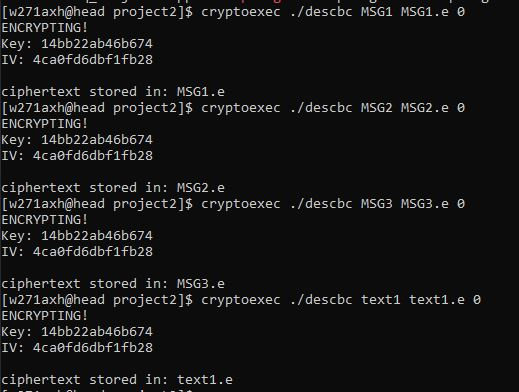 [w271axh@head project2]$ cryptoexec ./descbc MSG1 MSG1.e 0
ENCRYPTING!
Key: 14bb22ab46b674
IV: 4ca0fd6dbf1fb28
ciphertext stored in: MSG1.e
[w271axh@head project2]$ cryptoexec ./descbc MSG2 MSG2.e 0
ENCRYPTING!
Key: 14bb22ab46b674
IV: 4ca0fd6dbf1fb28
ciphertext stored in: MSG2.e
[w271axh@head project2]$ cryptoexec ./descbc MSG3 MSG3.e 0
ENCRYPTING!
Key: 14bb22ab46b674
IV: 4ca0fd6dbf1fb28
ciphertext stored in: MSG3.e
[w271axh@head project2]$ cryptoexec ./descbc text1 text1.e 0
ENCRYPTING!
Key: 14bb22ab46b674
IV: 4ca0fd6dbf1fb28
ciphertext stored in: text1.e